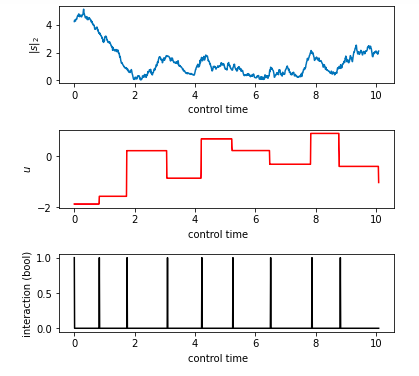 |s|₂
4
2
0
0 2 4 6 8 10
control time
u
0
−2
0 2 4 6 8 10
control time
interaction (bool)
1.0
0.5
0.0
0 2 4 6 8 10
control time